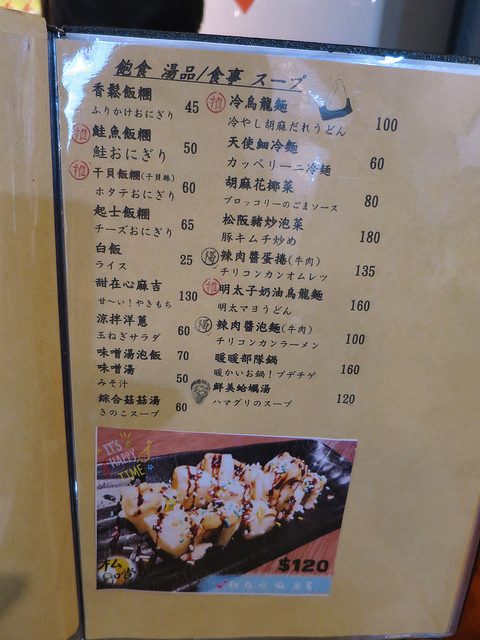 飽食 湯品/食事 スープ
香鬆飯糰 45
ふりかけおにぎり
推 鮭魚飯糰 50
鮭おにぎり
推 干貝飯糰(干貝絲) 60
ホタテおにぎり
起士飯糰 65
チーズおにぎり
白飯 25
ライス
甜在心麻吉 130
甘~い!やきもち
涼拌洋蔥 60
玉ねぎサラダ
味噌湯泡飯 70
味噌湯 50
みそ汁
綜合菇菇湯 60
きのこスープ
推 冷烏龍麵 100
冷やし胡麻だれうどん
天使細冷麵 60
カッペリーニ冷麺
胡麻花椰菜 80
ブロッコリーのごまソース
松阪豬炒泡菜 180
豚キムチ炒め
辣肉醬蛋捲(牛肉) 135
チリコンカンオムレツ
推 明太子奶油烏龍麵 160
明太マヨうどん
辣肉醬泡麵(牛肉) 100
チリコンカンラーメン
暖暖部隊鍋 160
暖かいお鍋!ブデチゲ
鮮美蛤蠣湯 120
ハマグリのスープ
IT'S
HAPPY
TIME
$120